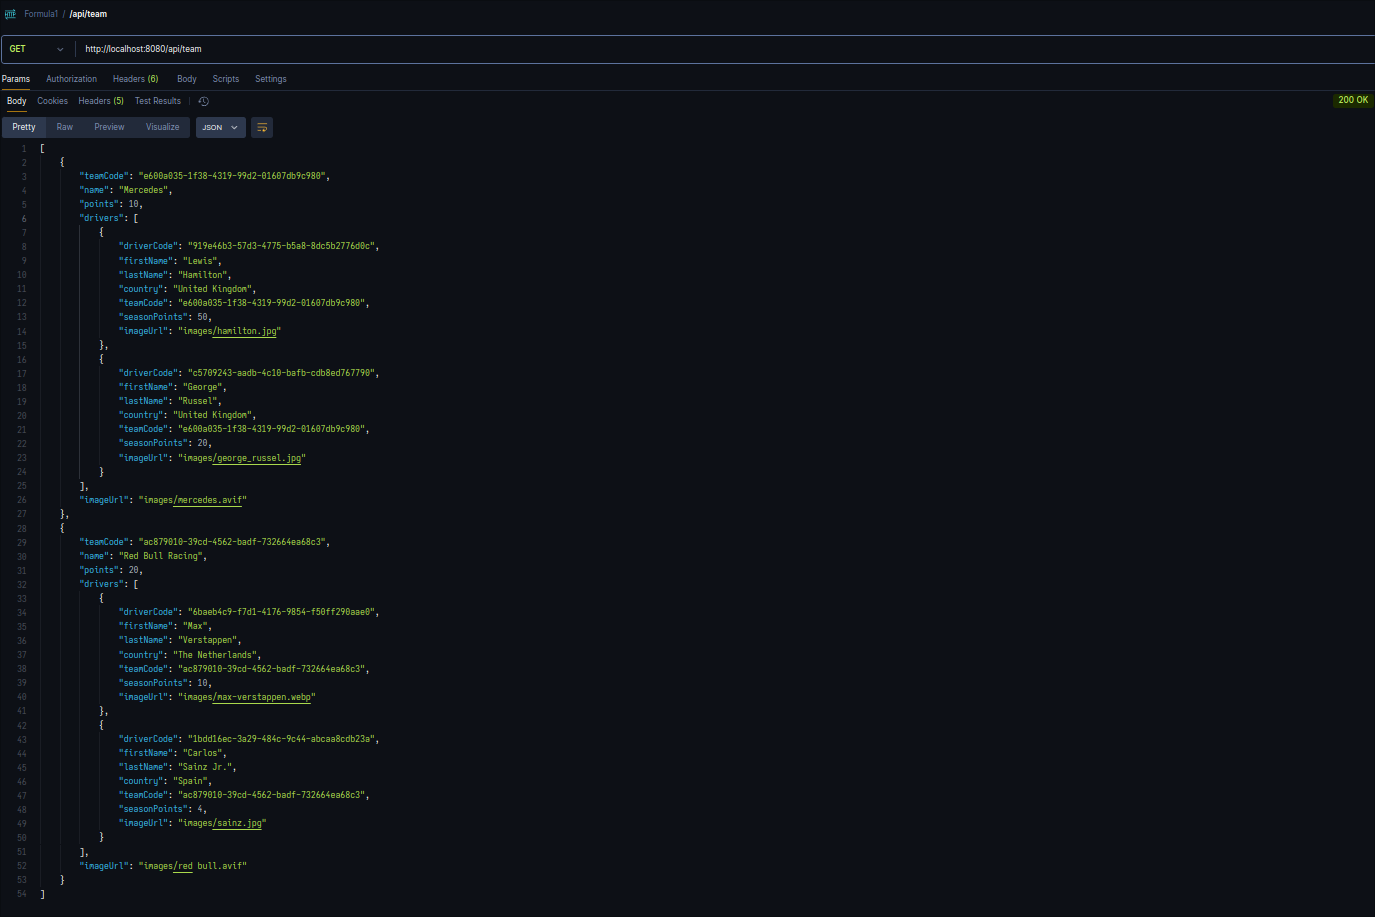 HTTP Formula1 / /api/team
GET http://localhost:8080/api/team
Params Authorization Headers (6) Body Scripts Settings
Body Cookies Headers (5) Test Results 200 OK
Pretty Raw Preview Visualize JSON
1 [
2 {
3 "teamCode": "e600a035-1f38-4319-99d2-01607db9c980",
4 "name": "Mercedes",
5 "points": 10,
6 "drivers": [
7 {
8 "driverCode": "919e46b3-57d3-4775-b5a8-8dc5b2776d0c",
9 "firstName": "Lewis",
10 "lastName": "Hamilton",
11 "country": "United Kingdom",
12 "teamCode": "e600a035-1f38-4319-99d2-01607db9c980",
13 "seasonPoints": 50,
14 "imageUrl": "images/hamilton.jpg"
15 },
16 {
17 "driverCode": "c5709243-aadb-4c10-bafb-cdb8ed767790",
18 "firstName": "George",
19 "lastName": "Russel",
20 "country": "United Kingdom",
21 "teamCode": "e600a035-1f38-4319-99d2-01607db9c980",
22 "seasonPoints": 20,
23 "imageUrl": "images/george_russel.jpg"
24 }
25 ],
26 "imageUrl": "images/mercedes.avif"
27 },
28 {
29 "teamCode": "ac879010-39cd-4562-badf-732664ea68c3",
30 "name": "Red Bull Racing",
31 "points": 20,
32 "drivers": [
33 {
34 "driverCode": "6baeb4c9-f7d1-4176-9854-f50ff290aae0",
35 "firstName": "Max",
36 "lastName": "Verstappen",
37 "country": "The Netherlands",
38 "teamCode": "ac879010-39cd-4562-badf-732664ea68c3",
39 "seasonPoints": 10,
40 "imageUrl": "images/max-verstappen.webp"
41 },
42 {
43 "driverCode": "1bdd16ec-3a29-484c-9c44-abcaa8cdb23a",
44 "firstName": "Carlos",
45 "lastName": "Sainz Jr.",
46 "country": "Spain",
47 "teamCode": "ac879010-39cd-4562-badf-732664ea68c3",
48 "seasonPoints": 4,
49 "imageUrl": "images/sainz.jpg"
50 }
51 ],
52 "imageUrl": "images/red bull.avif"
53 }
54 ]